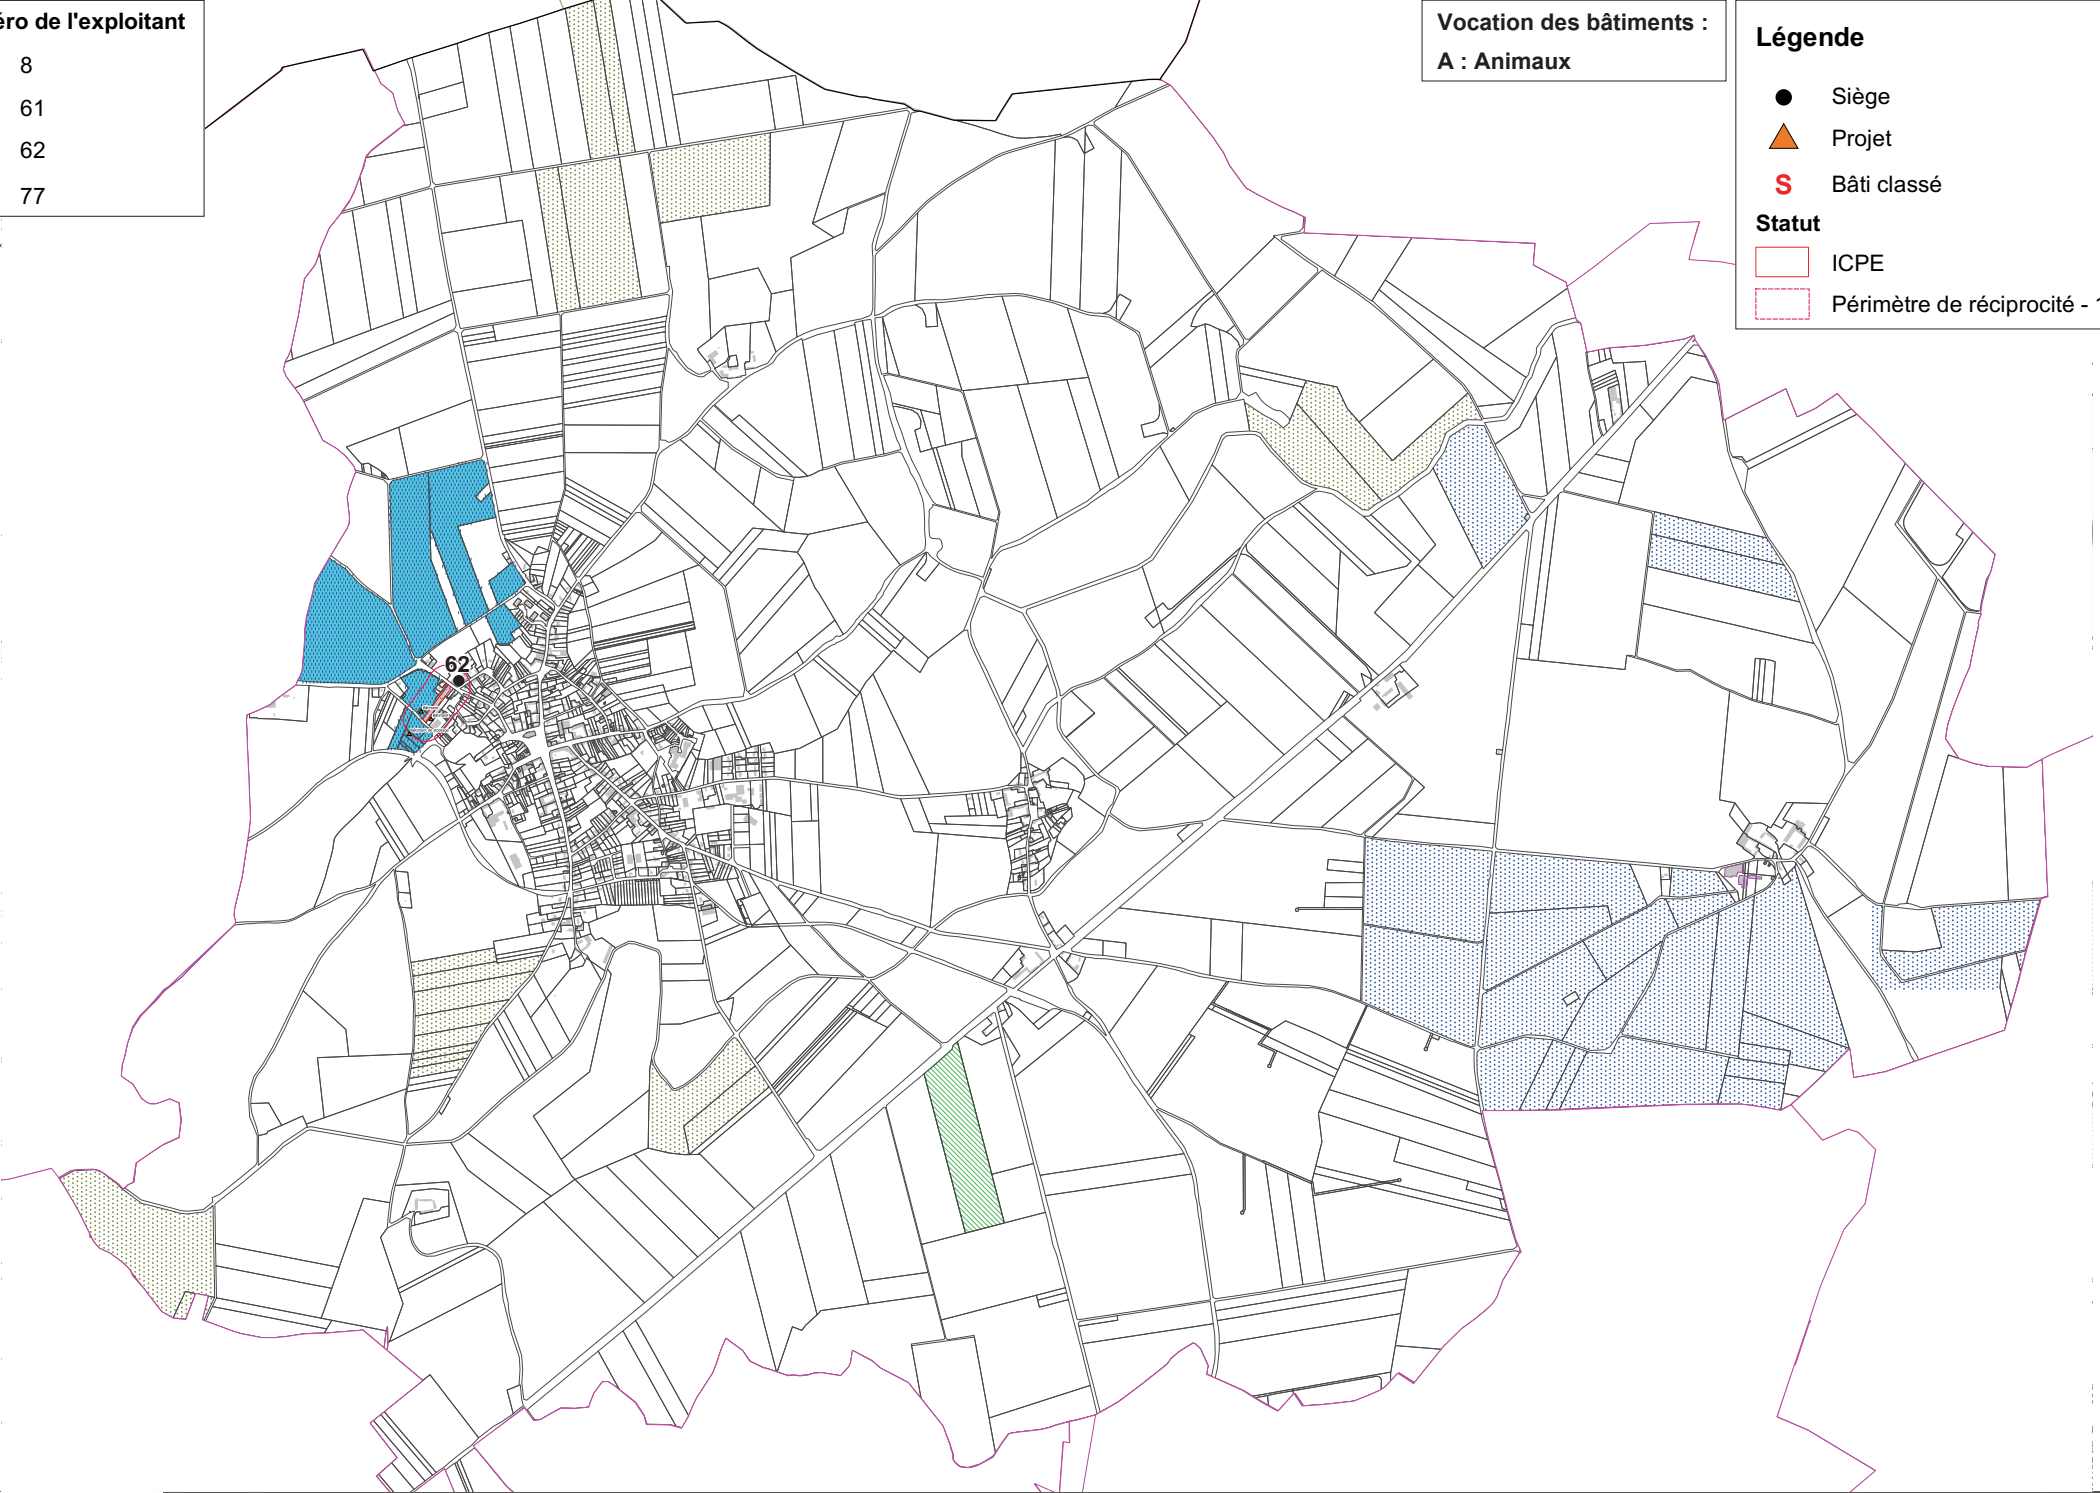 éro de l'exploitant
8
61
62
77
Vocation des bâtiments :
A : Animaux
Légende
Siège
Projet
S Bâti classé
Statut
ICPE
Périmètre de réciprocité -
62